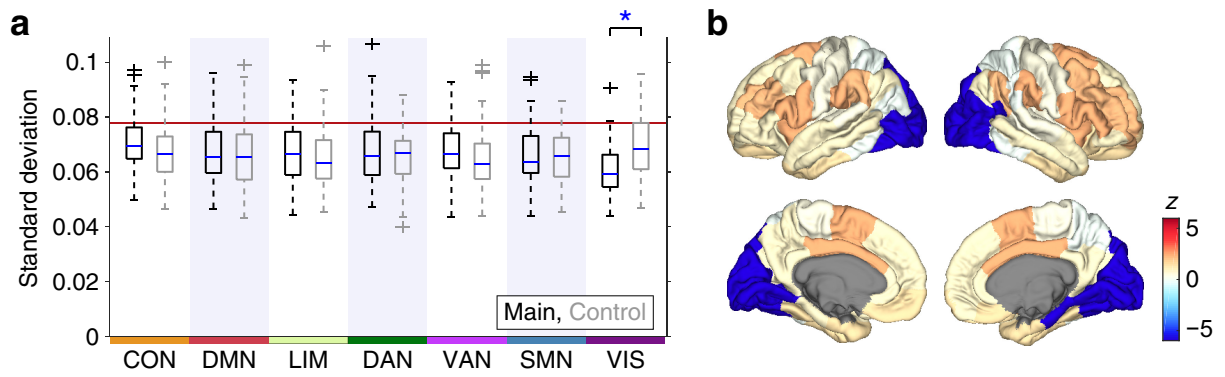 a
*
Standard deviation
0.1
0.08
0.06
0.04
0.02
0
Main, Control
CON DMN LIM DAN VAN SMN VIS
b
z
5
0
−5